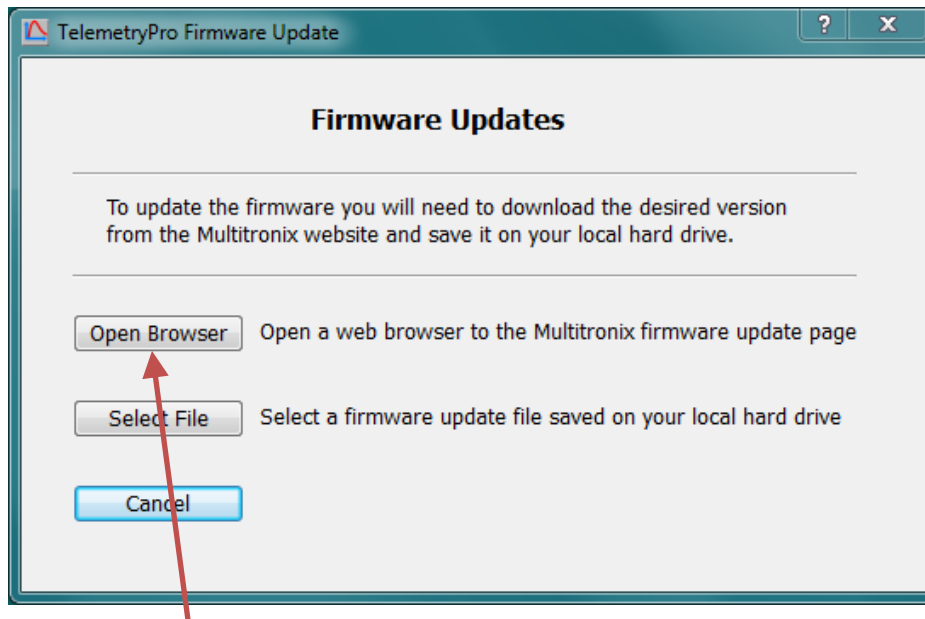 TelemetryPro Firmware Update
Firmware Updates
To update the firmware you will need to download the desired version
from the Multitronix website and save it on your local hard drive.
Open Browser Open a web browser to the Multitronix firmware update page
Select File Select a firmware update file saved on your local hard drive
Cancel